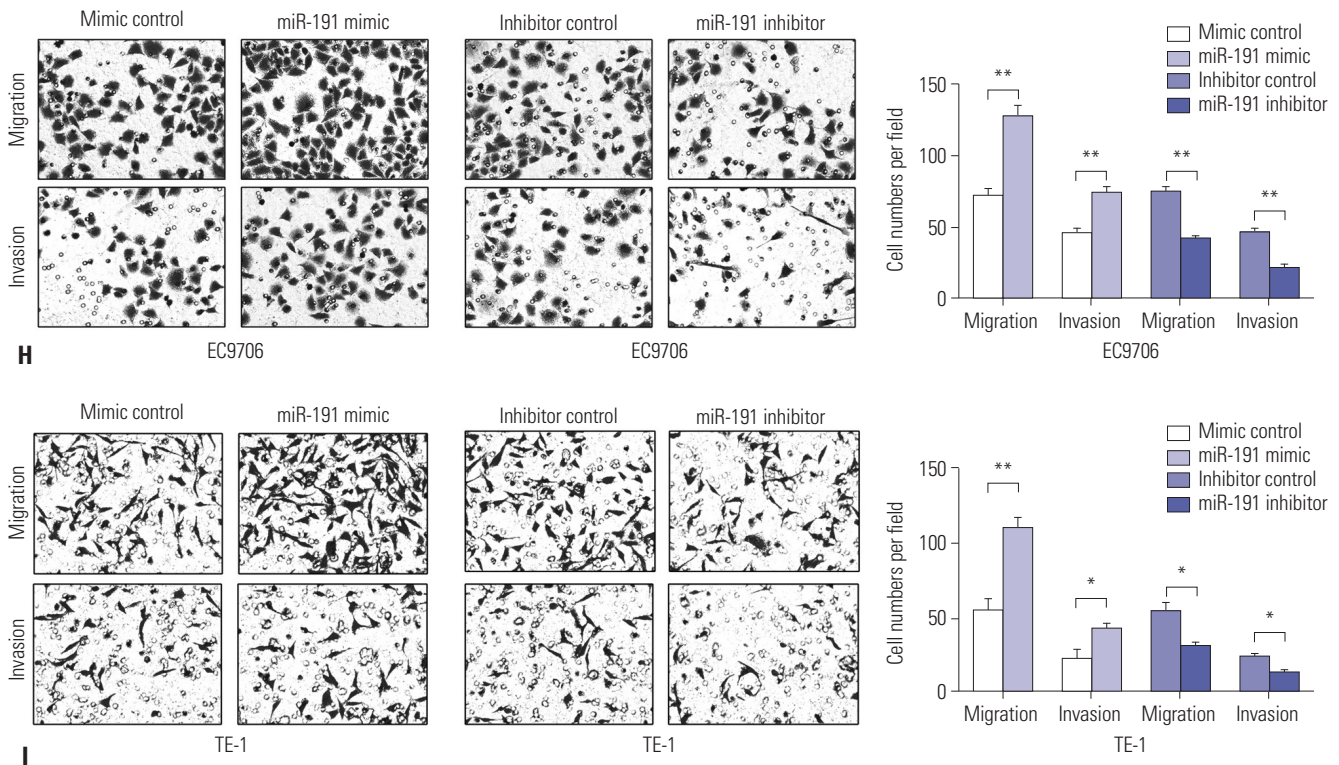 Mimic control
miR-191 mimic
Inhibitor control
miR-191 inhibitor
Migration
Invasion
EC9706
EC9706
H
Mimic control
miR-191 mimic
Inhibitor control
miR-191 inhibitor
Cell numbers per field
150
100
50
0
**
**
**
**
Migration
Invasion
Migration
Invasion
EC9706
Mimic control
miR-191 mimic
Inhibitor control
miR-191 inhibitor
Migration
Invasion
TE-1
TE-1
I
Mimic control
miR-191 mimic
Inhibitor control
miR-191 inhibitor
Cell numbers per field
150
100
50
0
**
*
*
*
Migration
Invasion
Migration
Invasion
TE-1